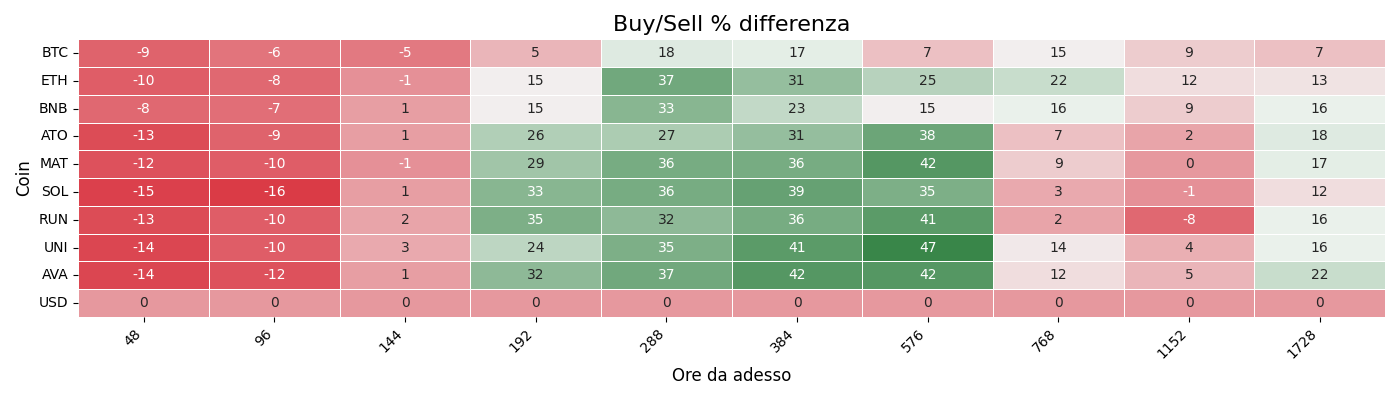 Buy/Sell % differenza
Coin
BTC -9 -6 -5 5 18 17 7 15 9 7
ETH -10 -8 -1 15 37 31 25 22 12 13
BNB -8 -7 1 15 33 23 15 16 9 16
ATO -13 -9 1 26 27 31 38 7 2 18
MAT -12 -10 -1 29 36 36 42 9 0 17
SOL -15 -16 1 33 36 39 35 3 -1 12
RUN -13 -10 2 35 32 36 41 2 -8 16
UNI -14 -10 3 24 35 41 47 14 4 16
AVA -14 -12 1 32 37 42 42 12 5 22
USD 0 0 0 0 0 0 0 0 0 0
48 96 144 192 288 384 576 768 1152 1728
Ore da adesso